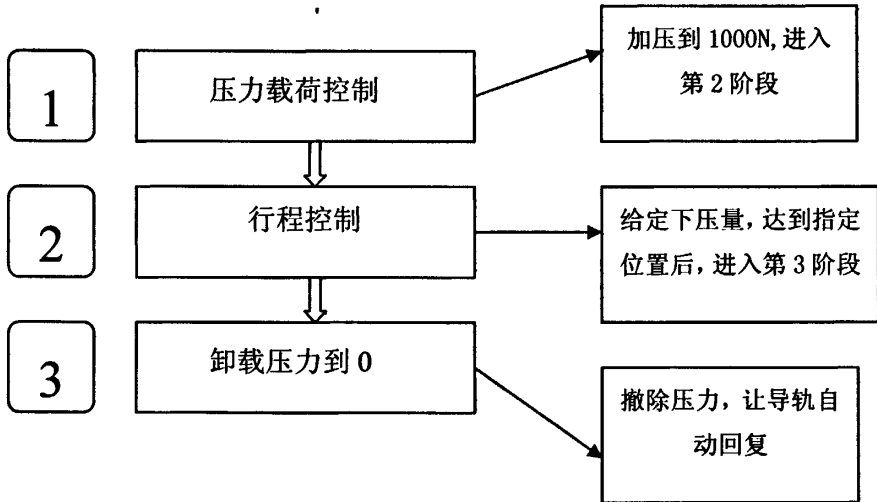 1
压力载荷控制
加压到 1000N, 进入
第 2 阶段
2
行程控制
给定下压量，达到指定
位置后，进入第 3 阶段
3
卸载压力到 0
撤除压力，让导轨自
动回复